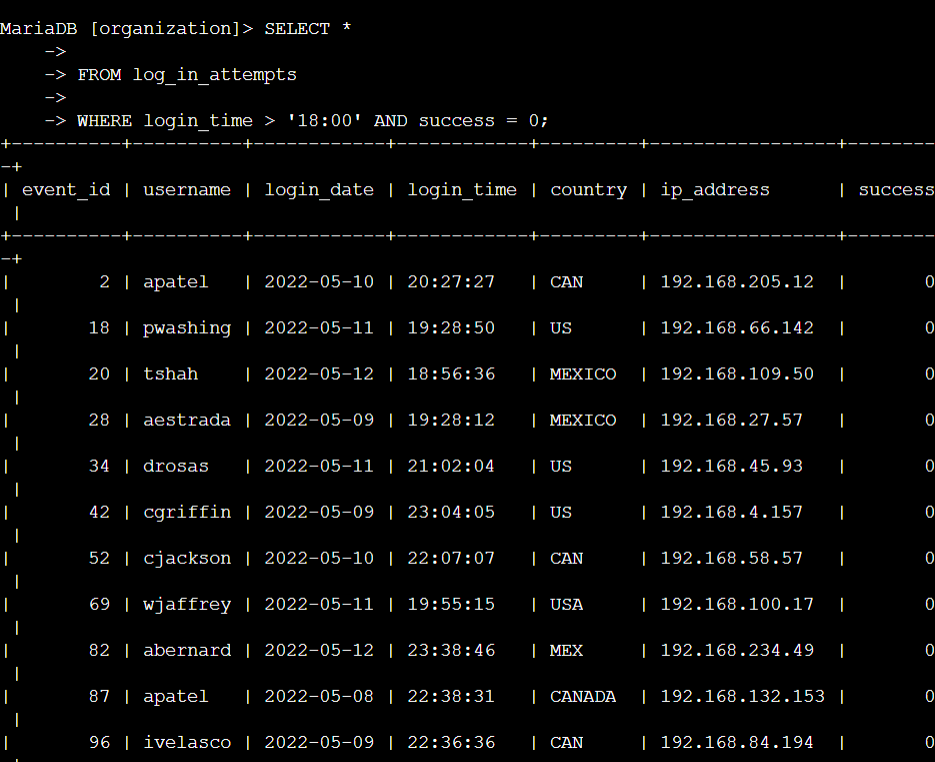 MariaDB [organization]> SELECT *
    ->
    -> FROM log_in_attempts
    ->
    -> WHERE login_time > '18:00' AND success = 0;
+----------+----------+------------+------------+---------+-----------------+--------
-+
| event_id | username | login_date | login_time | country | ip_address      | success
 |
+----------+----------+------------+------------+---------+-----------------+--------
-+
|        2 | apatel   | 2022-05-10 | 20:27:27   | CAN     | 192.168.205.12  |       0
 |
|       18 | pwashing | 2022-05-11 | 19:28:50   | US      | 192.168.66.142  |       0
 |
|       20 | tshah    | 2022-05-12 | 18:56:36   | MEXICO  | 192.168.109.50  |       0
 |
|       28 | aestrada | 2022-05-09 | 19:28:12   | MEXICO  | 192.168.27.57   |       0
 |
|       34 | drosas   | 2022-05-11 | 21:02:04   | US      | 192.168.45.93   |       0
 |
|       42 | cgriffin | 2022-05-09 | 23:04:05   | US      | 192.168.4.157   |       0
 |
|       52 | cjackson | 2022-05-10 | 22:07:07   | CAN     | 192.168.58.57   |       0
 |
|       69 | wjaffrey | 2022-05-11 | 19:55:15   | USA     | 192.168.100.17  |       0
 |
|       82 | abernard | 2022-05-12 | 23:38:46   | MEX     | 192.168.234.49  |       0
 |
|       87 | apatel   | 2022-05-08 | 22:38:31   | CANADA  | 192.168.132.153 |       0
 |
|       96 | ivelasco | 2022-05-09 | 22:36:36   | CAN     | 192.168.84.194  |       0
 |